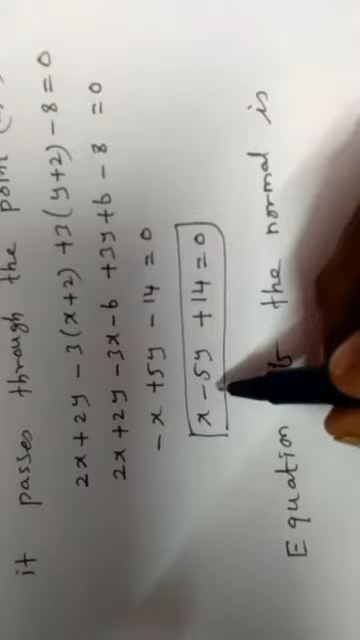 it passes through the point
2x+2y - 3(x+2) +3(y+2) - 8 = 0
2x+2y - 3x - 6 +3y+6 - 8 = 0
- x +5y - 14 = 0
x - 5y + 14 = 0
Equation the normal is